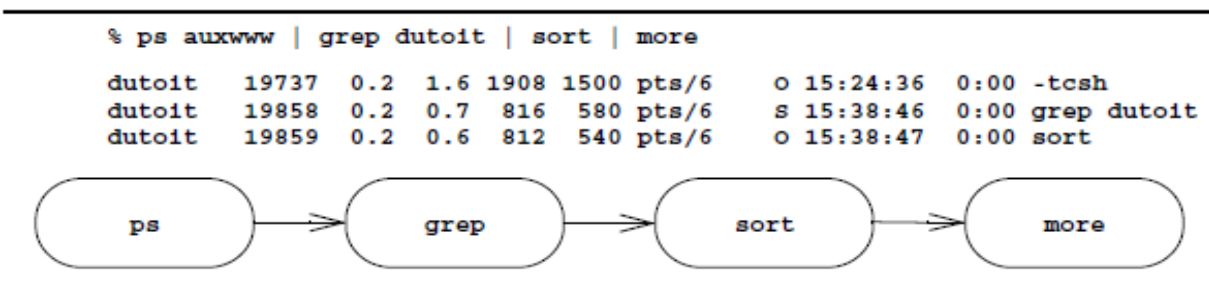 % ps auxwww | grep dutoit | sort | more
dutoit 19737 0.2 1.6 1908 1500 pts/6 O 15:24:36 0:00 -tcsh
dutoit 19858 0.2 0.7 816 580 pts/6 S 15:38:46 0:00 grep dutoit
dutoit 19859 0.2 0.6 812 540 pts/6 O 15:38:47 0:00 sort
ps grep sort more